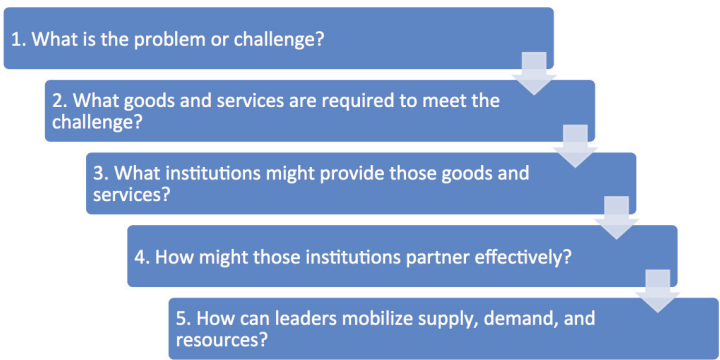 1. What is the problem or challenge?
2. What goods and services are required to meet the
challenge?
3. What institutions might provide those goods and
services?
4. How might those institutions partner effectively?
5. How can leaders mobilize supply, demand, and
resources?